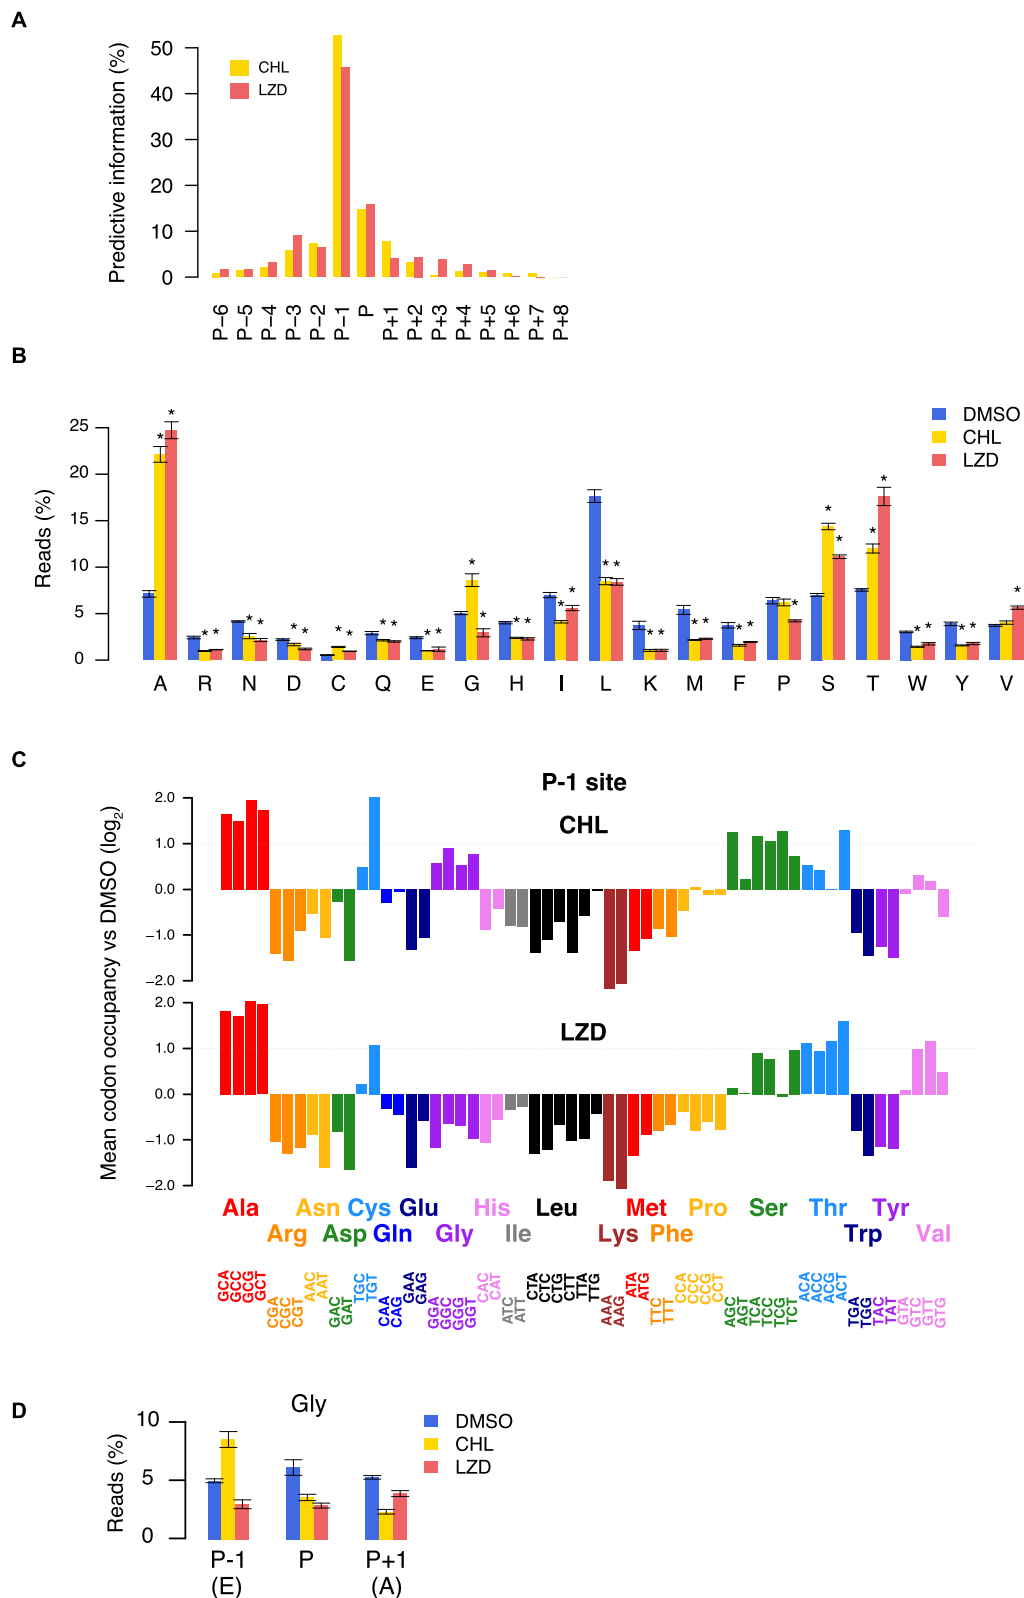 A
Predictive information (%)
50
40
30
20
10
0
CHL
LZD
P−6 P−5 P−4 P−3 P−2 P−1 P P+1 P+2 P+3 P+4 P+5 P+6 P+7 P+8
B
Reads (%)
25
20
15
10
5
0
DMSO
CHL
LZD
A R N D C Q E G H I L K M F P S T W Y V
C
P-1 site
CHL
Mean codon occupancy vs DMSO (log2)
2.0
1.0
0.0
−1.0
−2.0
LZD
2.0
1.0
0.0
−1.0
−2.0
Ala Asn Cys Glu His Leu Met Pro Ser Thr Tyr
Arg Asp Gln Gly Ile Lys Phe Trp Val
GCA GCC GCG GCT CGA CGC CGT AAC AAT GAC GAT TGC TGT CAA CAG GAA GAG GGA GGC GGG GGT CAC CAT ATC ATT CTA CTC CTG CTT TTA TTG AAA AAG ATA ATG TTC TTT CCA CCC CCG CCT AGC AGT TCA TCC TCG TCT ACA ACC ACG ACT TGA TGG TAC TAT GTA GTC GTT GTG
D
Gly
Reads (%)
10
5
0
DMSO
CHL
LZD
P-1 P P+1
(E) (A)